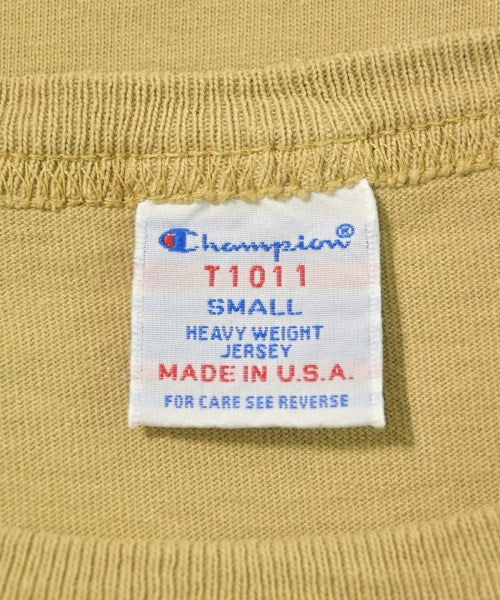 Champion®
T1011
SMALL
HEAVY WEIGHT
JERSEY
MADE IN U.S.A.
FOR CARE SEE REVERSE